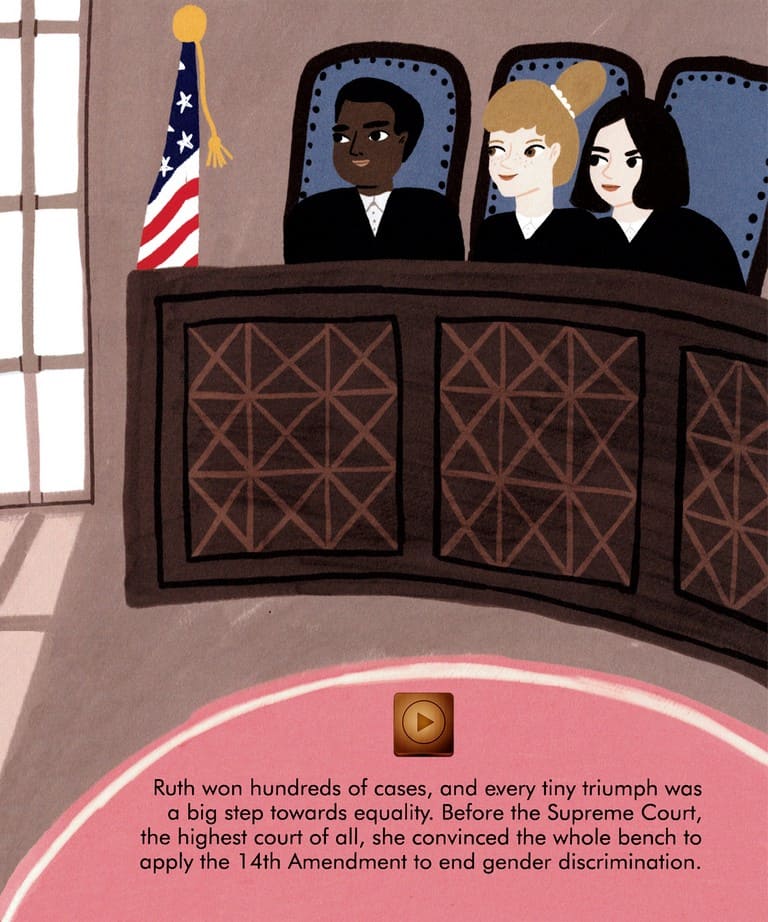 Ruth won hundreds of cases, and every tiny triumph was
a big step towards equality. Before the Supreme Court,
the highest court of all, she convinced the whole bench to
apply the 14th Amendment to end gender discrimination.